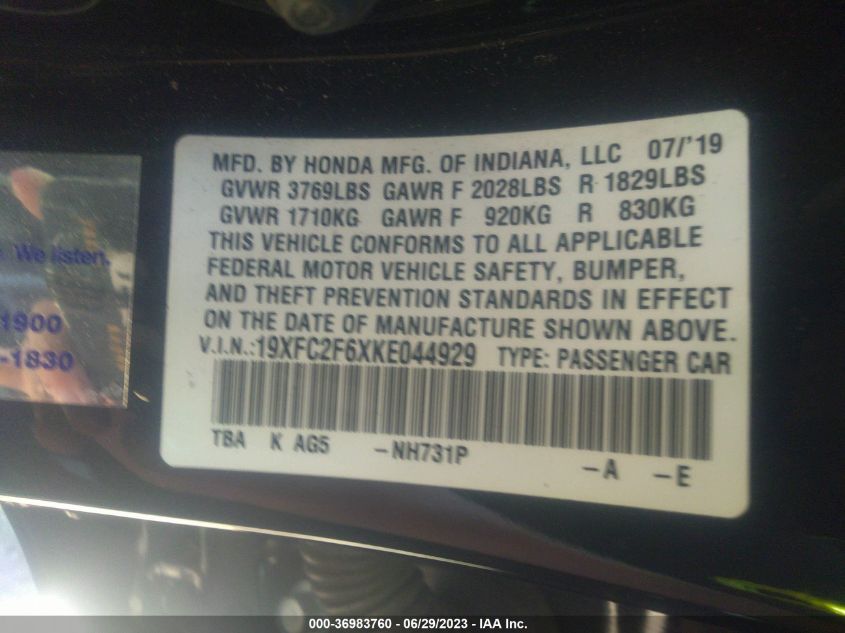 MFD. BY HONDA MFG. OF INDIANA, LLC 07/'19
GVWR 3769LBS GAWR F 2028LBS R 1829LBS
GVWR 1710KG GAWR F 920KG R 830KG
THIS VEHICLE CONFORMS TO ALL APPLICABLE
FEDERAL MOTOR VEHICLE SAFETY, BUMPER,
AND THEFT PREVENTION STANDARDS IN EFFECT
ON THE DATE OF MANUFACTURE SHOWN ABOVE.
V.I.N.:19XFC2F6XKE044929 TYPE: PASSENGER CAR
TBA K AG5 -NH731P -A -E
We listen.
1900
-1830
000-36983760 - 06/29/2023 - IAA Inc.